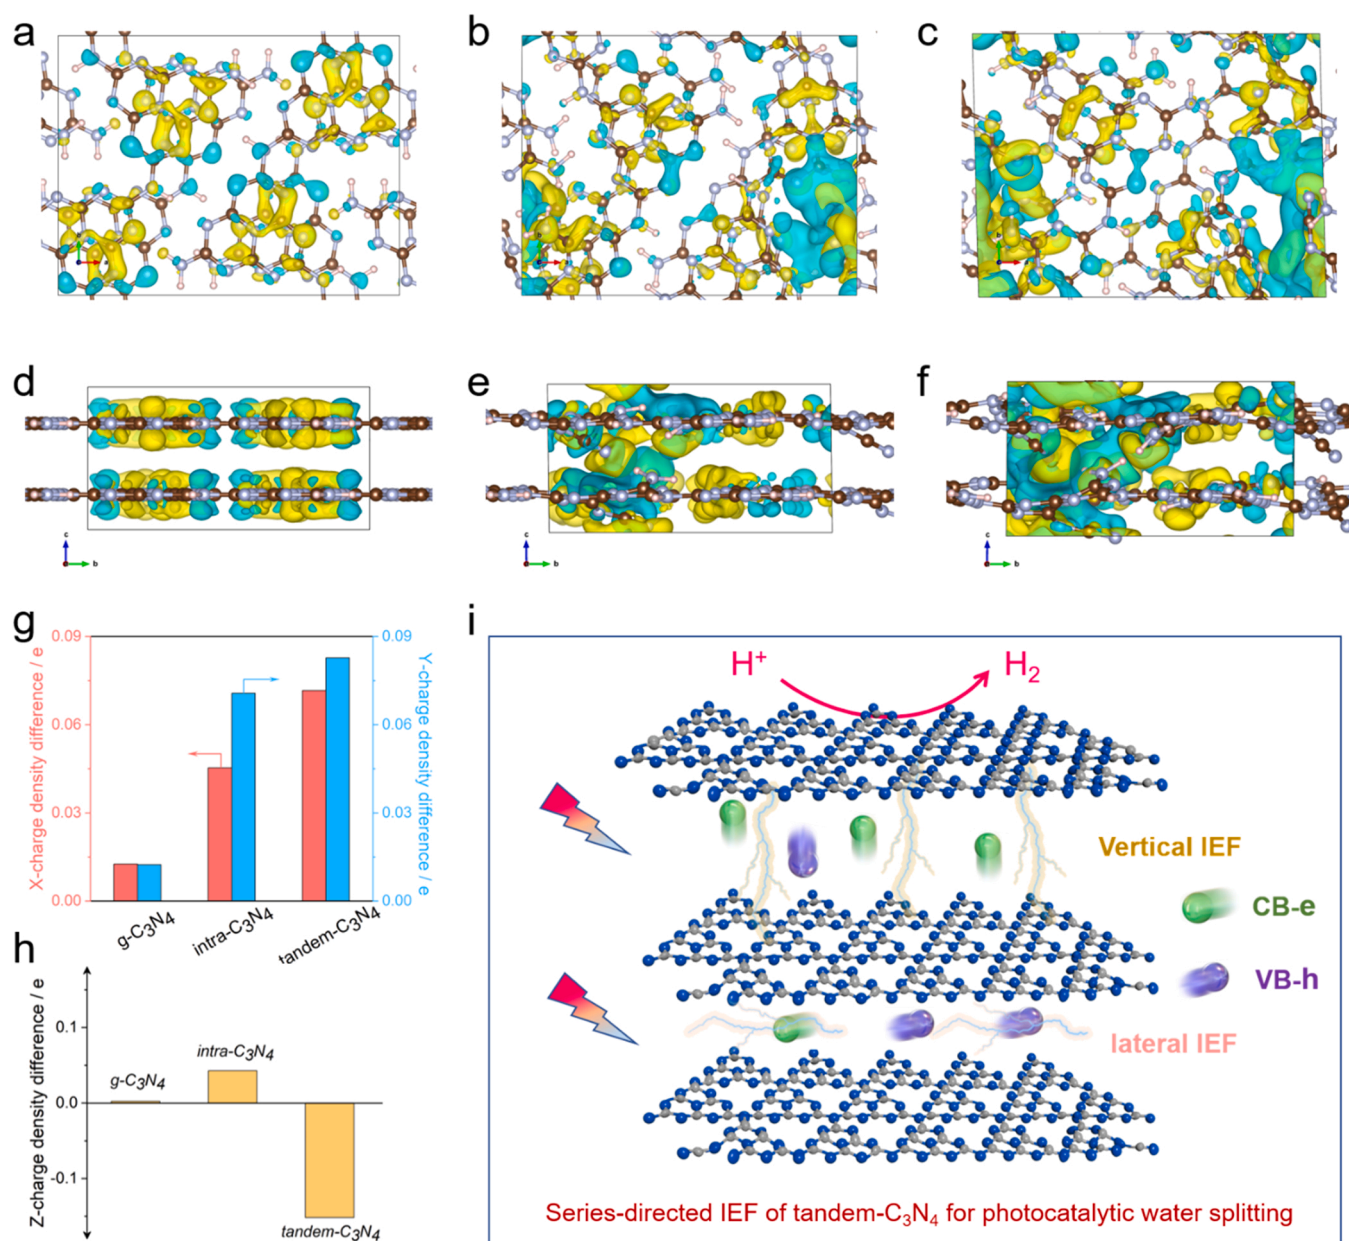 a
b
c
d
e
f
c
b
c
b
c
b
g
X-charge density difference / e
0.09
0.06
0.03
0.00
0.09
0.06
0.03
0.00
Y-charge density difference / e
g-C₃N₄
intra-C₃N₄
tandem-C₃N₄
h
Z-charge density difference / e
0.1
0.0
-0.1
g-C₃N₄
intra-C₃N₄
tandem-C₃N₄
i
H⁺
H₂
Vertical IEF
CB-e
VB-h
lateral IEF
Series-directed IEF of tandem-C₃N₄ for photocatalytic water splitting